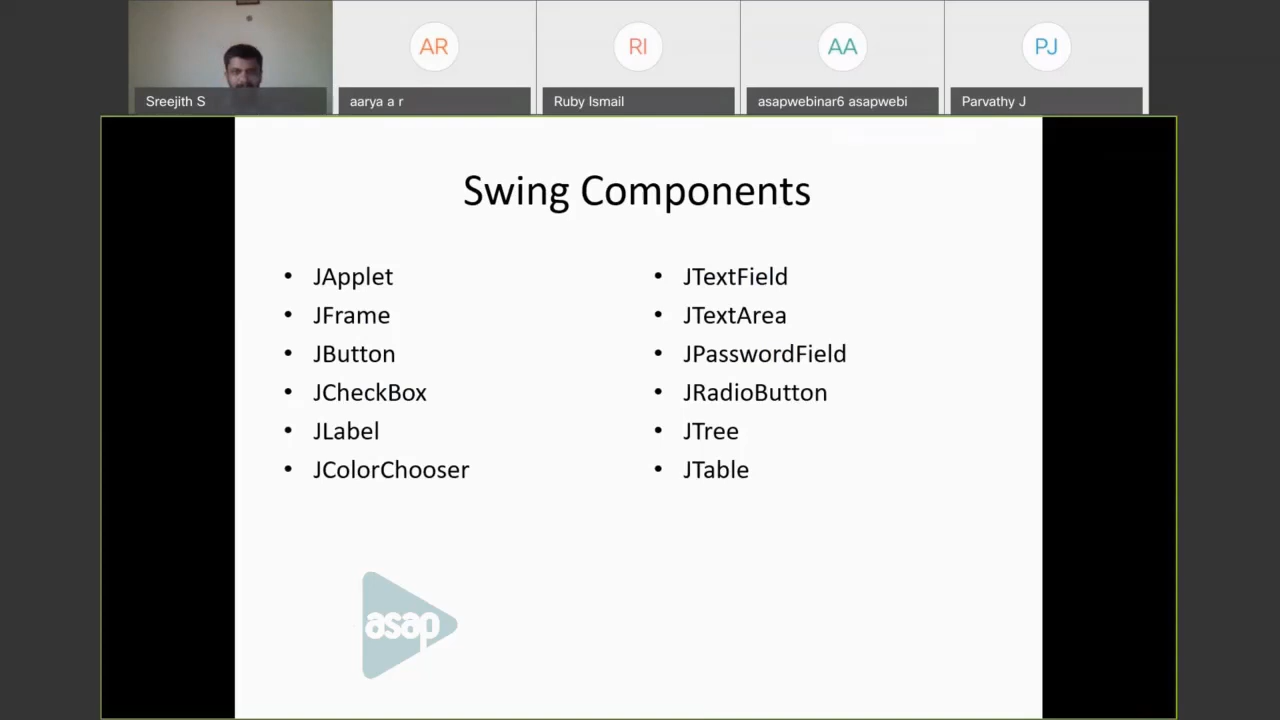 AR
RI
AA
PJ
Sreejith S
aarya a r
Ruby Ismail
asapwebinar6 asapwebi
Parvathy J
Swing Components
• JApplet
• JFrame
• JButton
• JCheckBox
• JLabel
• JColorChooser
• JTextField
• JTextArea
• JPasswordField
• JRadioButton
• JTree
• JTable
asap